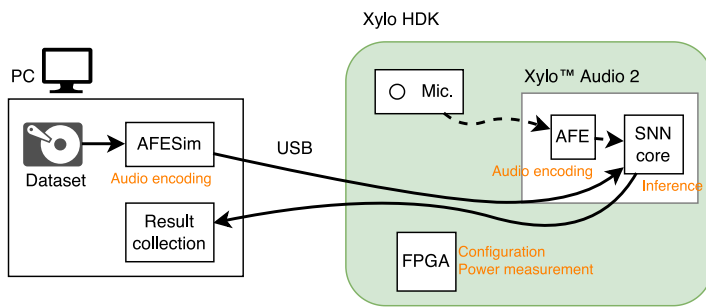 Xylo HDK
PC
Xylo™ Audio 2
Mic.
USB
AFESim
AFE
SNN
core
Dataset
Audio encoding
Audio encoding
Inference
Result
collection
FPGA
Configuration
Power measurement